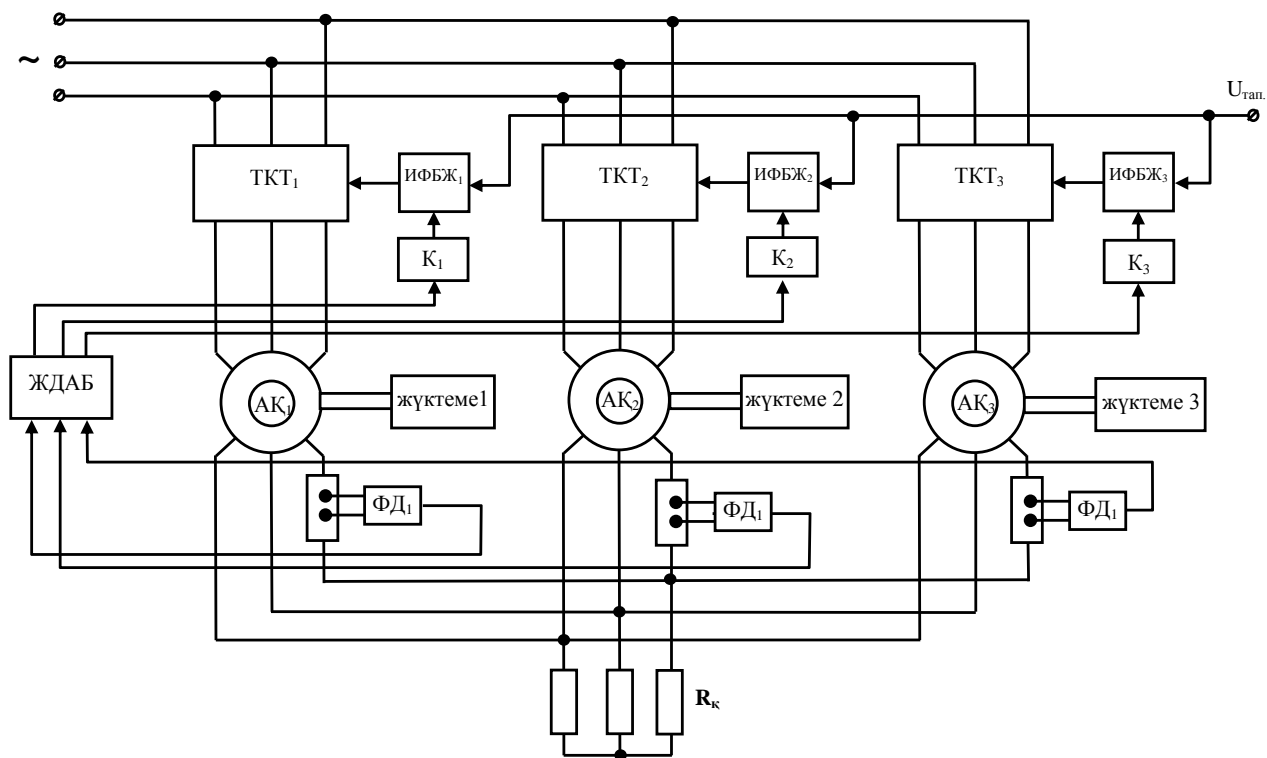 ~
Uтап.
ТКТ1
ИФБЖ1
ТКТ2
ИФБЖ2
ТКТ3
ИФБЖ3
К1
К2
К3
ЖДАБ
АҚ1
жүктеме1
АҚ2
жүктеме 2
АҚ3
жүктеме 3
ФД1
ФД1
ФД1
Rқ